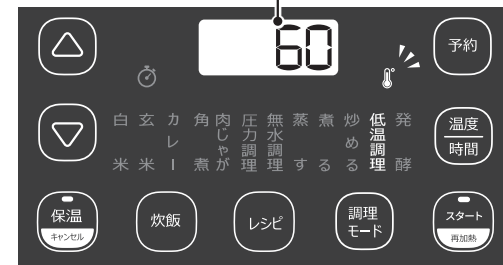 60
予約
白米
玄米
カレー
角煮
肉じゃが
圧力調理
無水調理
蒸す
煮る
炒める
低温調理
発酵
温度
時間
保温
キャンセル
炊飯
レシピ
調理
モード
スタート
再加熱